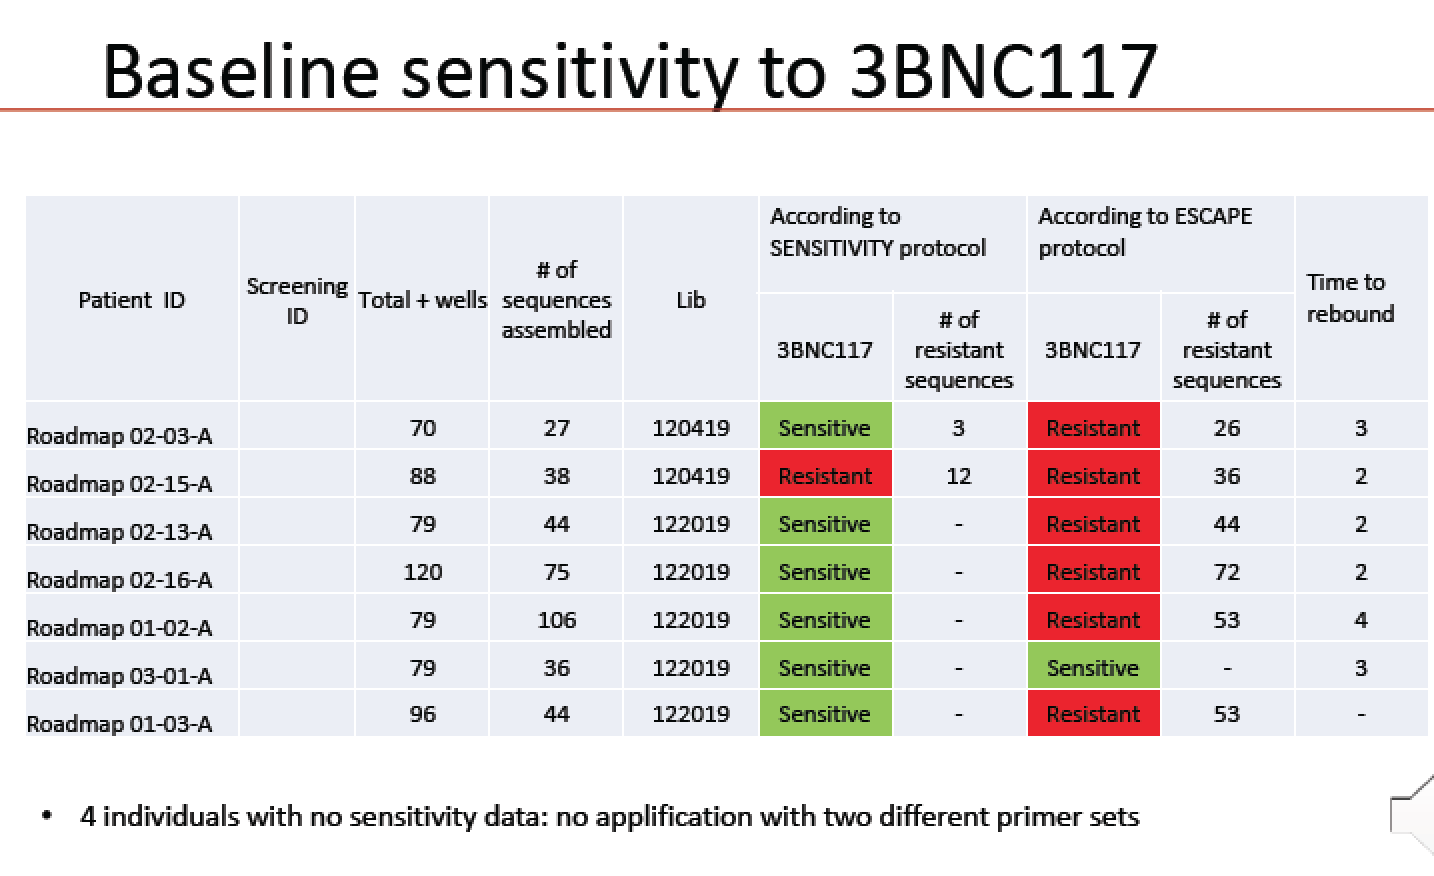 Baseline sensitivity to 3BNC117
Patient ID
Screening
ID
Total + wells
# of
sequences
assembled
Lib
According to
SENSITIVITY protocol
According to ESCAPE
protocol
Time to
rebound
3BNC117
# of
resistant
sequences
3BNC117
# of
resistant
sequences
Roadmap 02-03-A 70 27 120419 Sensitive 3 Resistant 26 3
Roadmap 02-15-A 88 38 120419 Resistant 12 Resistant 36 2
Roadmap 02-13-A 79 44 122019 Sensitive - Resistant 44 2
Roadmap 02-16-A 120 75 122019 Sensitive - Resistant 72 2
Roadmap 01-02-A 79 106 122019 Sensitive - Resistant 53 4
Roadmap 03-01-A 79 36 122019 Sensitive - Sensitive - 3
Roadmap 01-03-A 96 44 122019 Sensitive - Resistant 53 -
• 4 individuals with no sensitivity data: no applification with two different primer sets